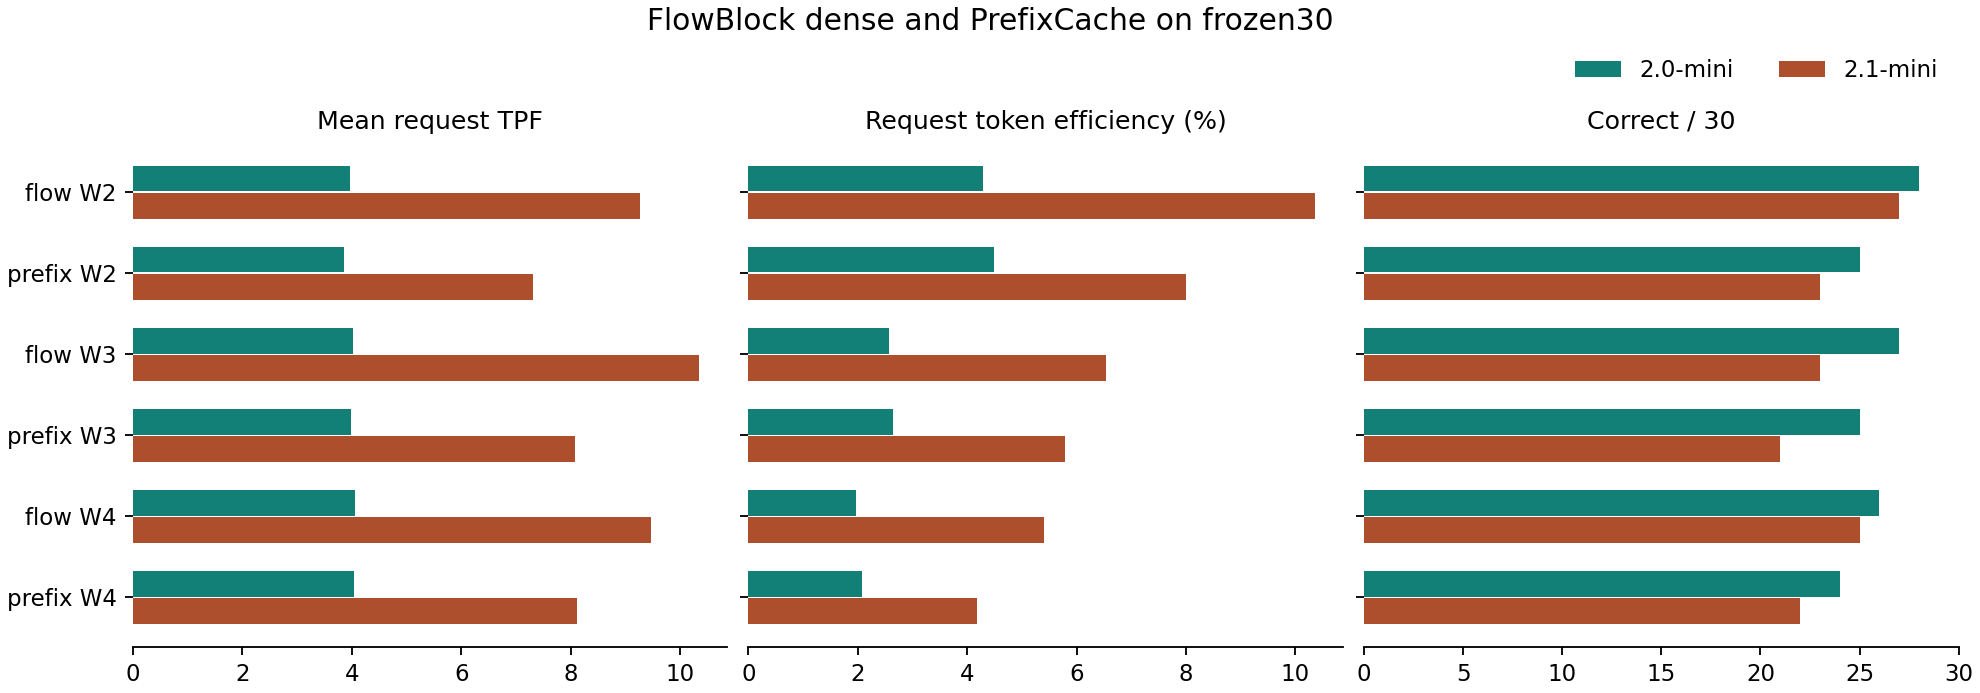 FlowBlock dense and PrefixCache on frozen30
2.0-mini 2.1-mini
Mean request TPF
Request token efficiency (%)
Correct / 30
flow W2
prefix W2
flow W3
prefix W3
flow W4
prefix W4
0 2 4 6 8 10
0 2 4 6 8 10
0 5 10 15 20 25 30